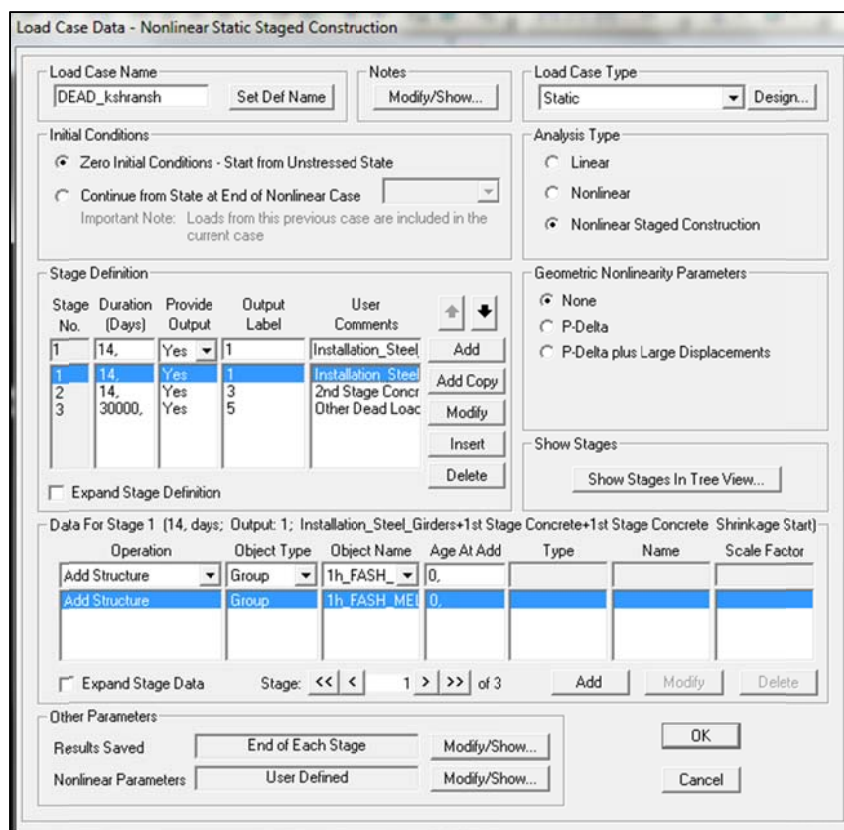 Load Case Data - Nonlinear Static Staged Construction
Load Case Name
DEAD_kshransh
Set Def Name
Notes
Modify/Show...
Load Case Type
Static
Design...
Initial Conditions
Zero Initial Conditions - Start from Unstressed State
Continue from State at End of Nonlinear Case
Important Note: Loads from this previous case are included in the
current case
Analysis Type
Linear
Nonlinear
Nonlinear Staged Construction
Stage Definition
Stage Duration Provide Output User
No. (Days) Output Label Comments
1 14, Yes 1 Installation_Steel_
1 14, Yes 1 Installation_Steel
2 14, Yes 3 2nd Stage Concr
3 30000, Yes 5 Other Dead Loac
Add
Add Copy
Modify
Insert
Delete
Expand Stage Definition
Geometric Nonlinearity Parameters
None
P-Delta
P-Delta plus Large Displacements
Show Stages
Show Stages In Tree View...
Data For Stage 1 (14, days; Output: 1; Installation_Steel_Girders+1st Stage Concrete+1st Stage Concrete Shrinkage Start)
Operation Object Type Object Name Age At Add Type Name Scale Factor
Add Structure Group 1h_FASH_ 0,
Add Structure Group 1h_FASH_MEL 0,
Expand Stage Data
Stage: << < 1 > >> of 3
Add
Modify
Delete
Other Parameters
Results Saved End of Each Stage Modify/Show...
Nonlinear Parameters User Defined Modify/Show...
OK
Cancel